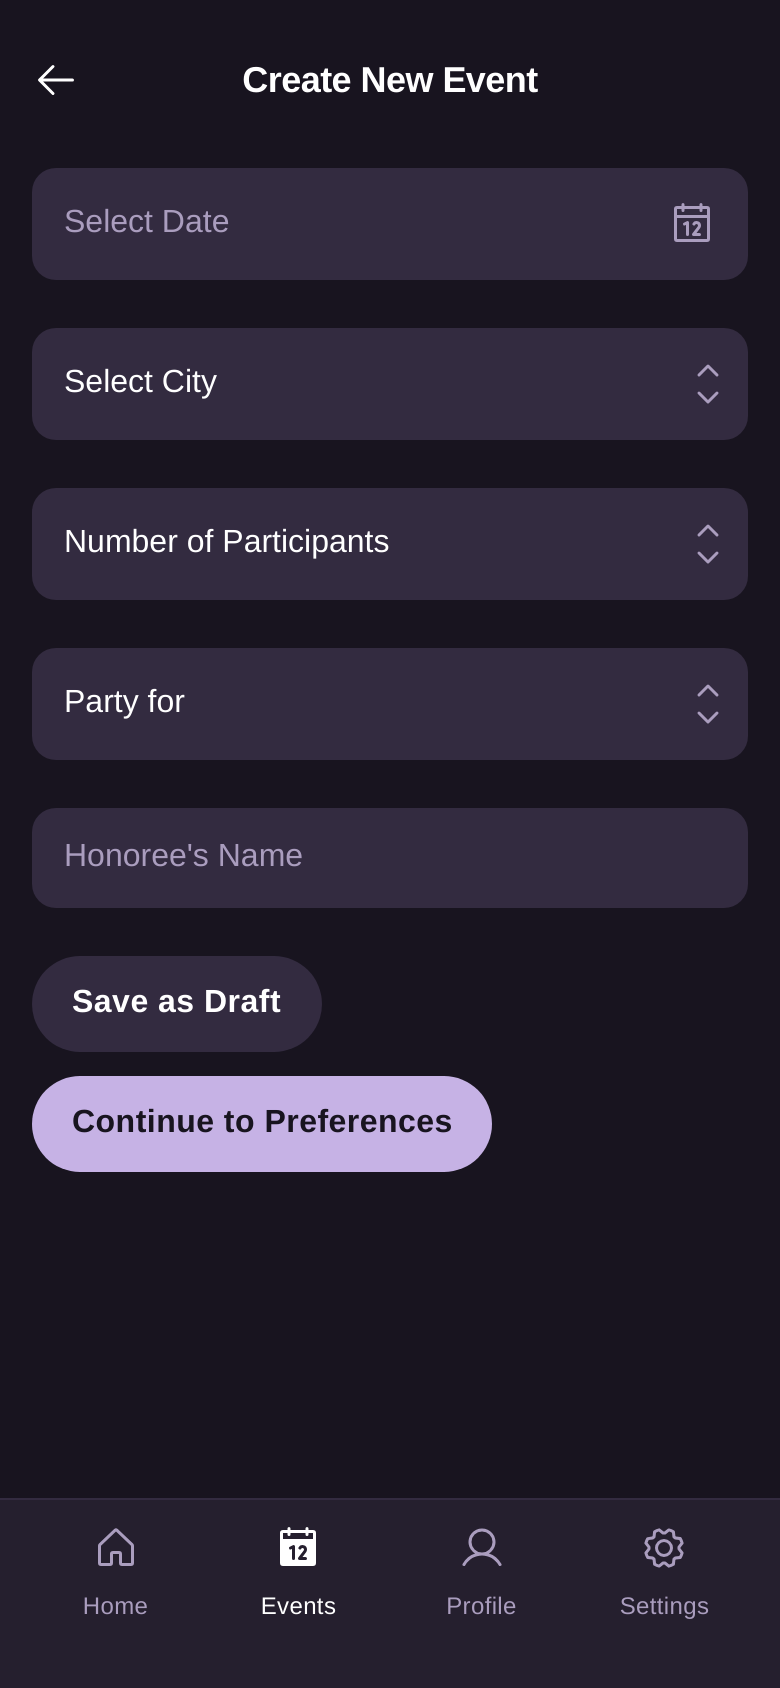 Create New Event
Select Date
12
Select City
Number of Participants
Party for
Honoree's Name
Save as Draft
Continue to Preferences
12
Home
Events
Profile
Settings